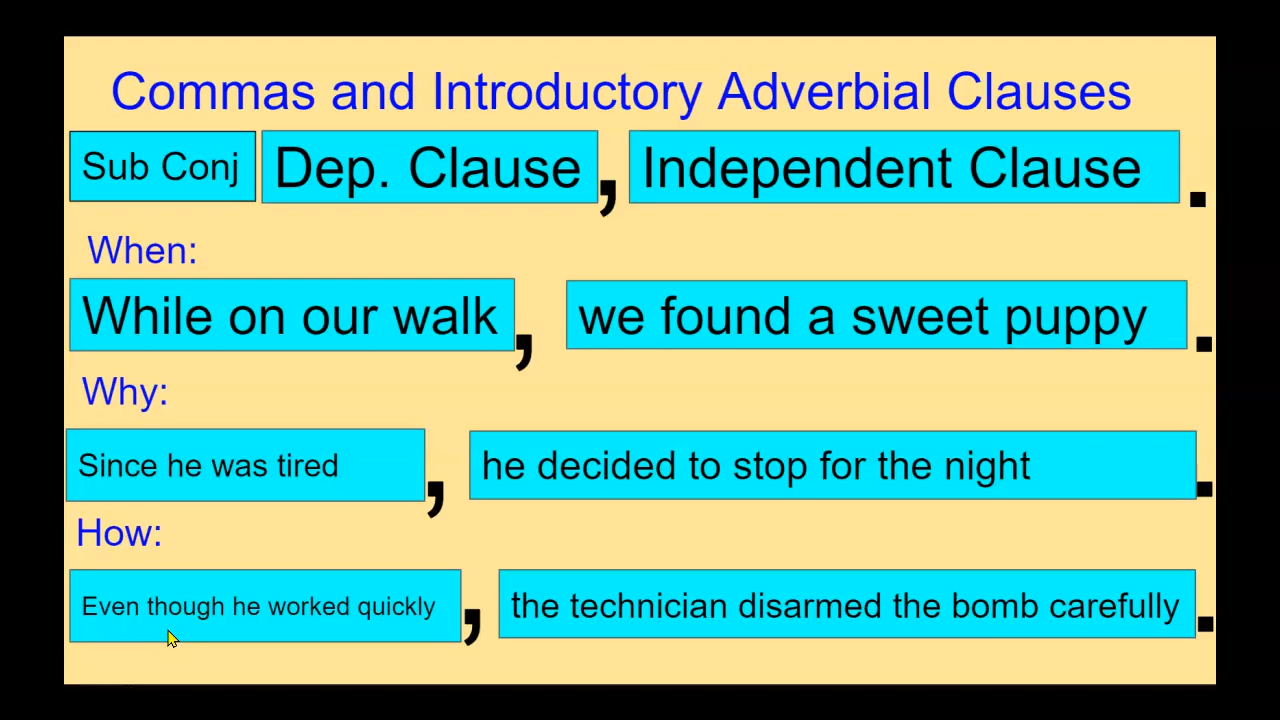 Commas and Introductory Adverbial Clauses
Sub Conj Dep. Clause, Independent Clause.
When:
While on our walk, we found a sweet puppy.
Why:
Since he was tired, he decided to stop for the night.
How:
Even though he worked quickly, the technician disarmed the bomb carefully.